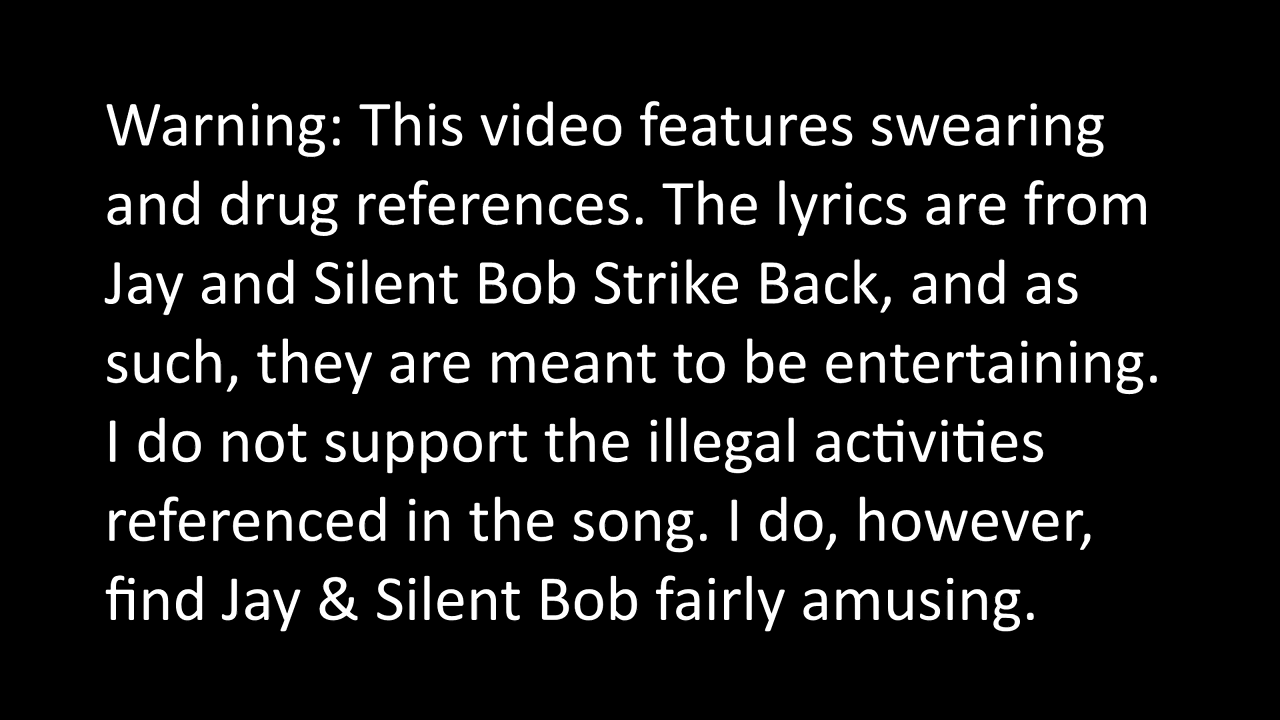 Warning: This video features swearing
and drug references. The lyrics are from
Jay and Silent Bob Strike Back, and as
such, they are meant to be entertaining.
I do not support the illegal activities
referenced in the song. I do, however,
find Jay & Silent Bob fairly amusing.